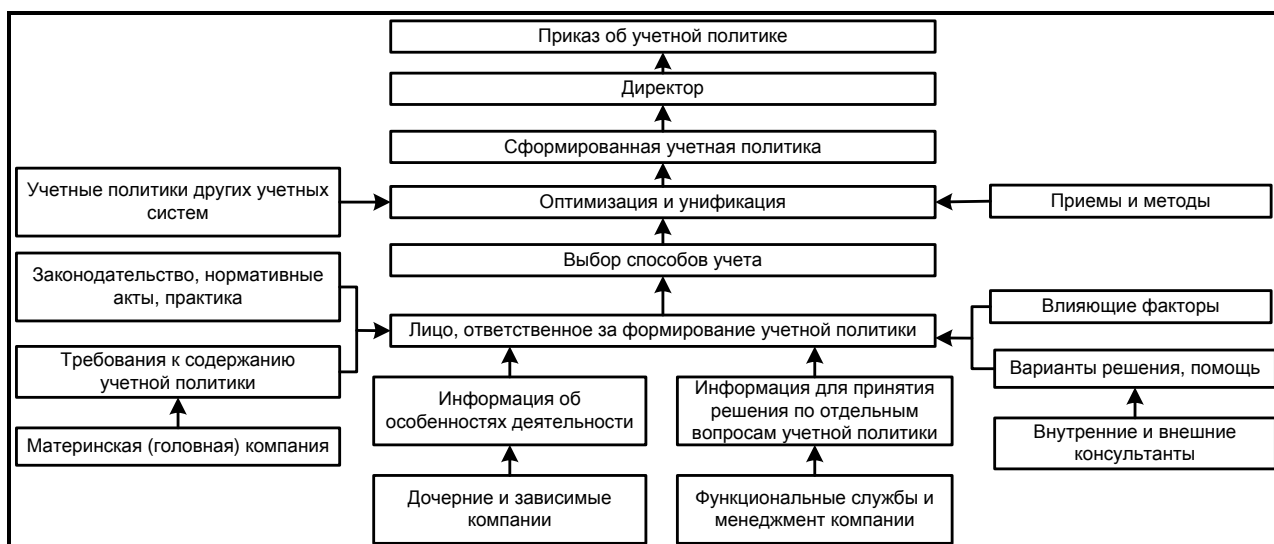 Приказ об учетной политике
Директор
Сформированная учетная политика
Учетные политики других учетных
систем
Оптимизация и унификация
Приемы и методы
Выбор способов учета
Законодательство, нормативные
акты, практика
Влияющие факторы
Лицо, ответственное за формирование учетной политики
Требования к содержанию
учетной политики
Варианты решения, помощь
Информация об
особенностях деятельности
Информация для принятия
решения по отдельным
вопросам учетной политики
Материнская (головная) компания
Внутренние и внешние
консультанты
Дочерние и зависимые
компании
Функциональные службы и
менеджмент компании